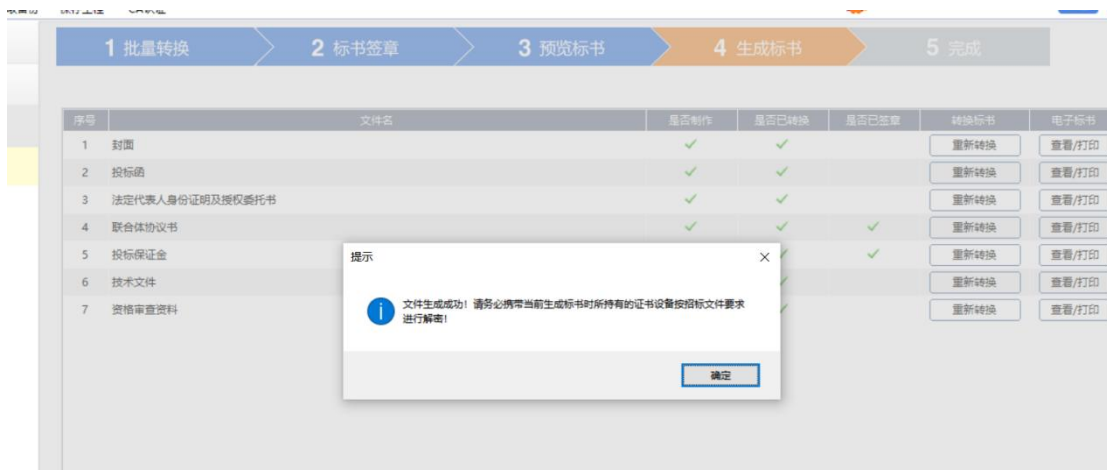 1 批量转换 2 标书签章 3 预览标书 4 生成标书 5 完成
序号 文件名 是否制作 是否已转换 是否已签章 转换标书 电子标书
1 封面 重新转换 查看/打印
2 投标函 重新转换 查看/打印
3 法定代表人身份证明及授权委托书 重新转换 查看/打印
4 联合体协议书 重新转换 查看/打印
5 投标保证金 重新转换 查看/打印
6 技术文件 重新转换 查看/打印
7 资格审查资料 重新转换 查看/打印
提示
文件生成成功！请务必携带当前生成标书时所持有的证书设备按招标文件要求
进行解密！
确定